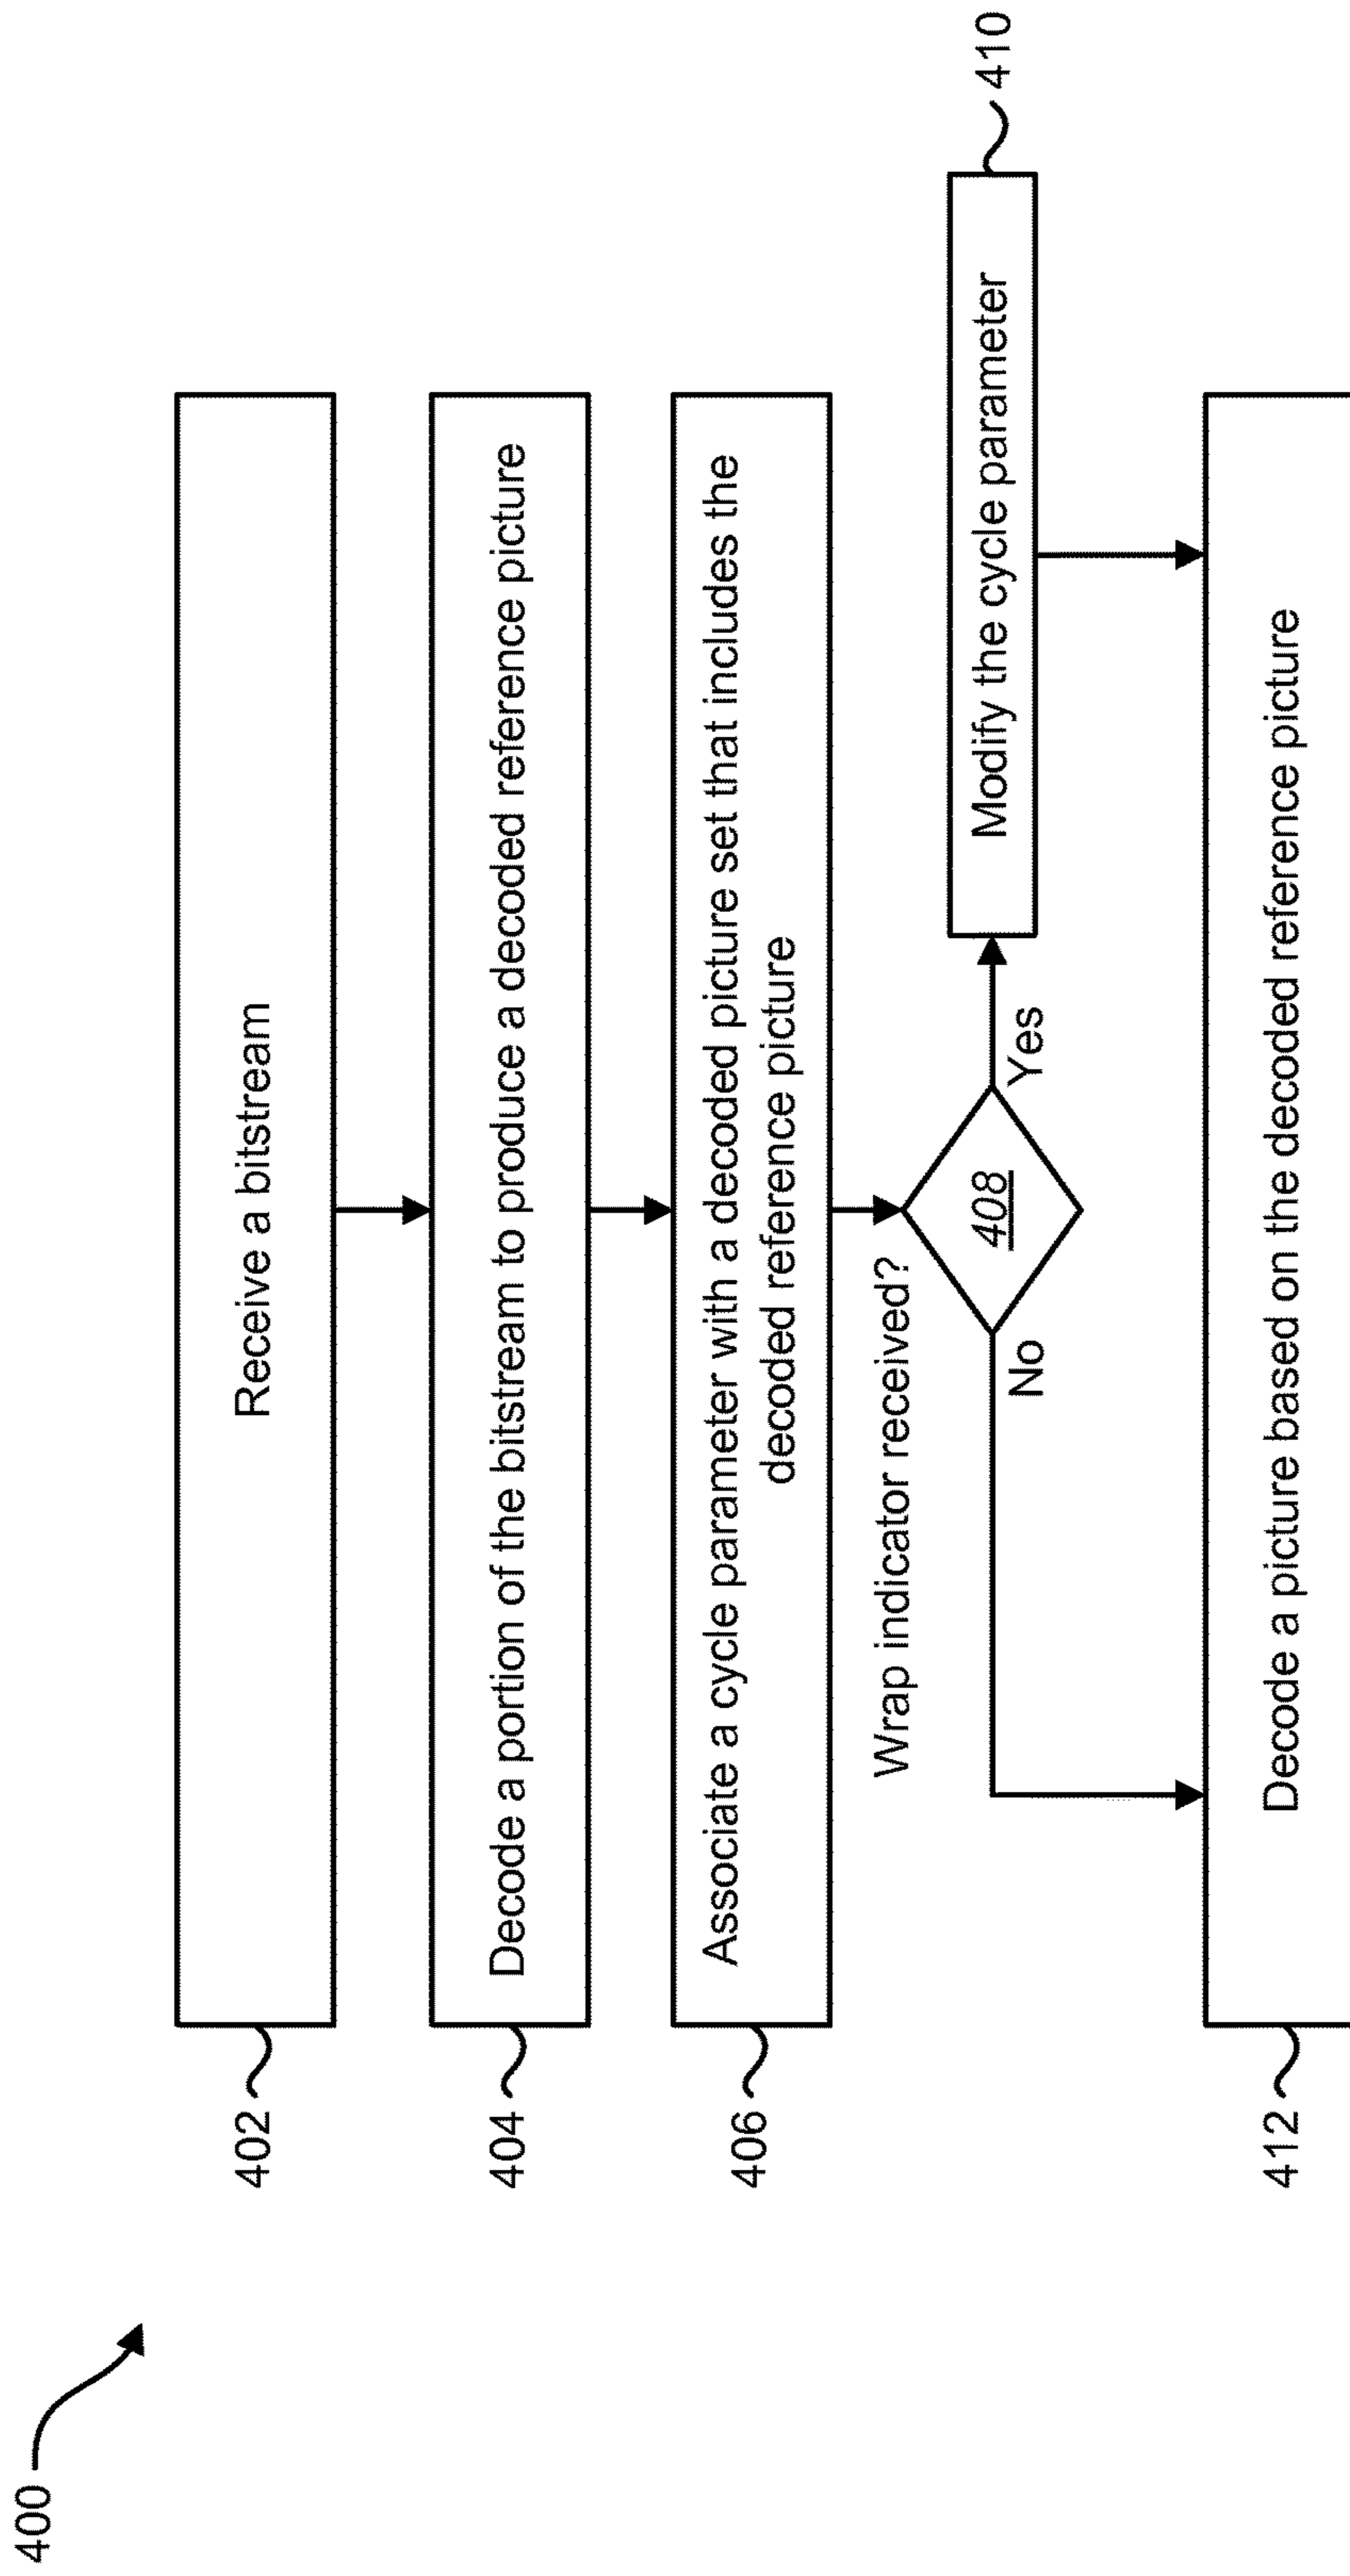 400
402
Receive a bitstream
404
Decode a portion of the bitstream to produce a decoded reference picture
406
Associate a cycle parameter with a decoded picture set that includes the
decoded reference picture
Wrap indicator received?
408
No
Yes
Modify the cycle parameter
410
412
Decode a picture based on the decoded reference picture